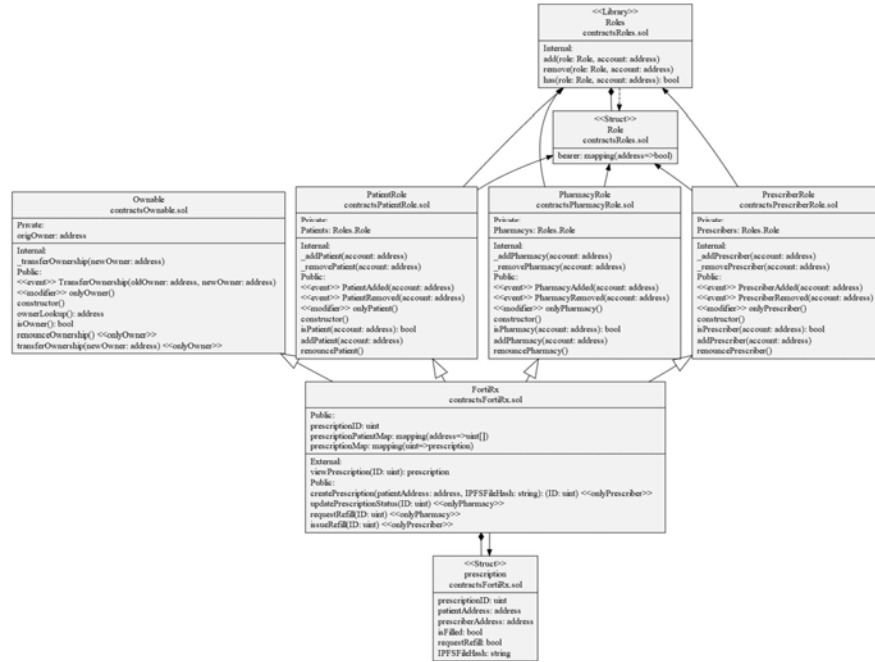 <<Library>>
Roles
contractsRoles.sol
Internal:
add(role: Role, account: address)
remove(role: Role, account: address)
has(role: Role, account: address): bool
<<Struct>>
Role
contractsRoles.sol
bearer: mapping(address=>bool)
Ownable
contractsOwnable.sol
Private:
origOwner: address
Internal:
_transferOwnership(newOwner: address)
Public:
<<event>> TransferOwnership(oldOwner: address, newOwner: address)
<<modifier>> onlyOwner()
constructor()
ownerLookup(): address
isOwner(): bool
renounceOwnership() <<onlyOwner>>
transferOwnership(newOwner: address) <<onlyOwner>>
PatientRole
contractsPatientRole.sol
Private:
Patients: Roles.Role
Internal:
_addPatient(account: address)
_removePatient(account: address)
Public:
<<event>> PatientAdded(account: address)
<<event>> PatientRemoved(account: address)
<<modifier>> onlyPatient()
constructor()
isPatient(account: address): bool
addPatient(account: address)
renouncePatient()
PharmacyRole
contractsPharmacyRole.sol
Private:
Pharmacys: Roles.Role
Internal:
_addPharmacy(account: address)
_removePharmacy(account: address)
Public:
<<event>> PharmacyAdded(account: address)
<<event>> PharmacyRemoved(account: address)
<<modifier>> onlyPharmacy()
constructor()
isPharmacy(account: address): bool
addPharmacy(account: address)
renouncePharmacy()
PrescriberRole
contractsPrescriberRole.sol
Private:
Prescribers: Roles.Role
Internal:
_addPrescriber(account: address)
_removePrescriber(account: address)
Public:
<<event>> PrescriberAdded(account: address)
<<event>> PrescriberRemoved(account: address)
<<modifier>> onlyPrescriber()
constructor()
isPrescriber(account: address): bool
addPrescriber(account: address)
renouncePrescriber()
FortiRx
contractsFortiRx.sol
Public:
prescriptionID: uint
prescriptionPatientMap: mapping(address=>uint[])
prescriptionMap: mapping(uint=>prescription)
External:
viewPrescription(ID: uint): prescription
Public:
createPrescription(patientAddress: address, IPFSFileHash: string): (ID: uint) <<onlyPrescriber>>
updatePrescriptionStatus(ID: uint) <<onlyPharmacy>>
requestRefill(ID: uint) <<onlyPharmacy>>
issueRefill(ID: uint) <<onlyPrescriber>>
<<Struct>>
prescription
contractsFortiRx.sol
prescriptionID: uint
patientAddress: address
prescriberAddress: address
isFilled: bool
requestRefill: bool
IPFSFileHash: string